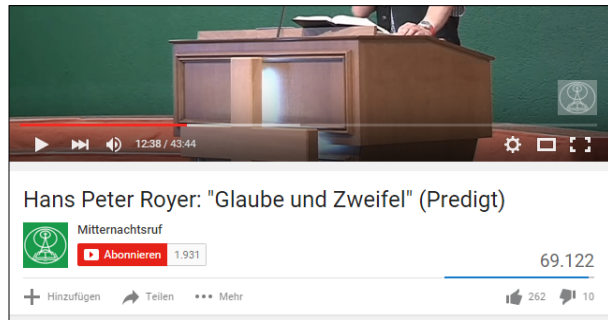 12:38 / 43:44
Hans Peter Royer: "Glaube und Zweifel" (Predigt)
Mitternachtsruf
Abonnieren 1.931
69.122
Hinzufügen Teilen Mehr 262 10